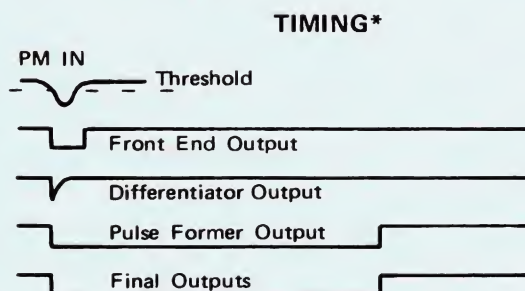 TIMING*
PM IN
Threshold
Front End Output
Differentiator Output
Pulse Former Output
Final Outputs